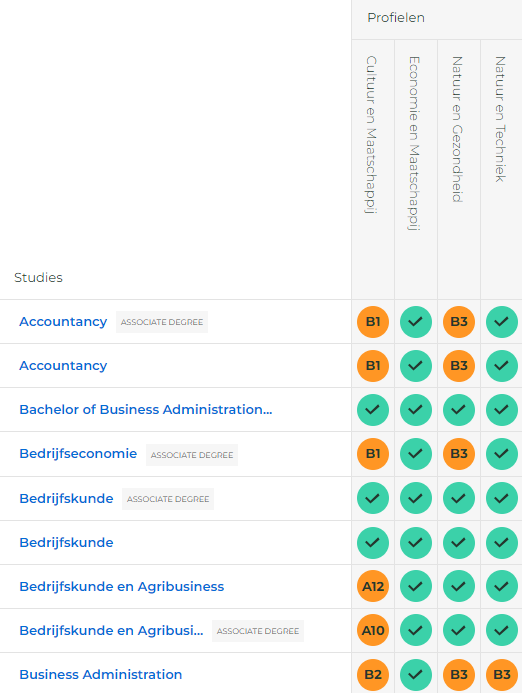 Profielen
Cultuur en Maatschappij
Economie en Maatschappij
Natuur en Gezondheid
Natuur en Techniek
Studies
Accountancy ASSOCIATE DEGREE B1 B3
Accountancy B1 B3
Bachelor of Business Administration...
Bedrijfseconomie ASSOCIATE DEGREE B1 B3
Bedrijfskunde ASSOCIATE DEGREE
Bedrijfskunde
Bedrijfskunde en Agribusiness A12
Bedrijfskunde en Agribusi... ASSOCIATE DEGREE A10
Business Administration B2 B3 B3